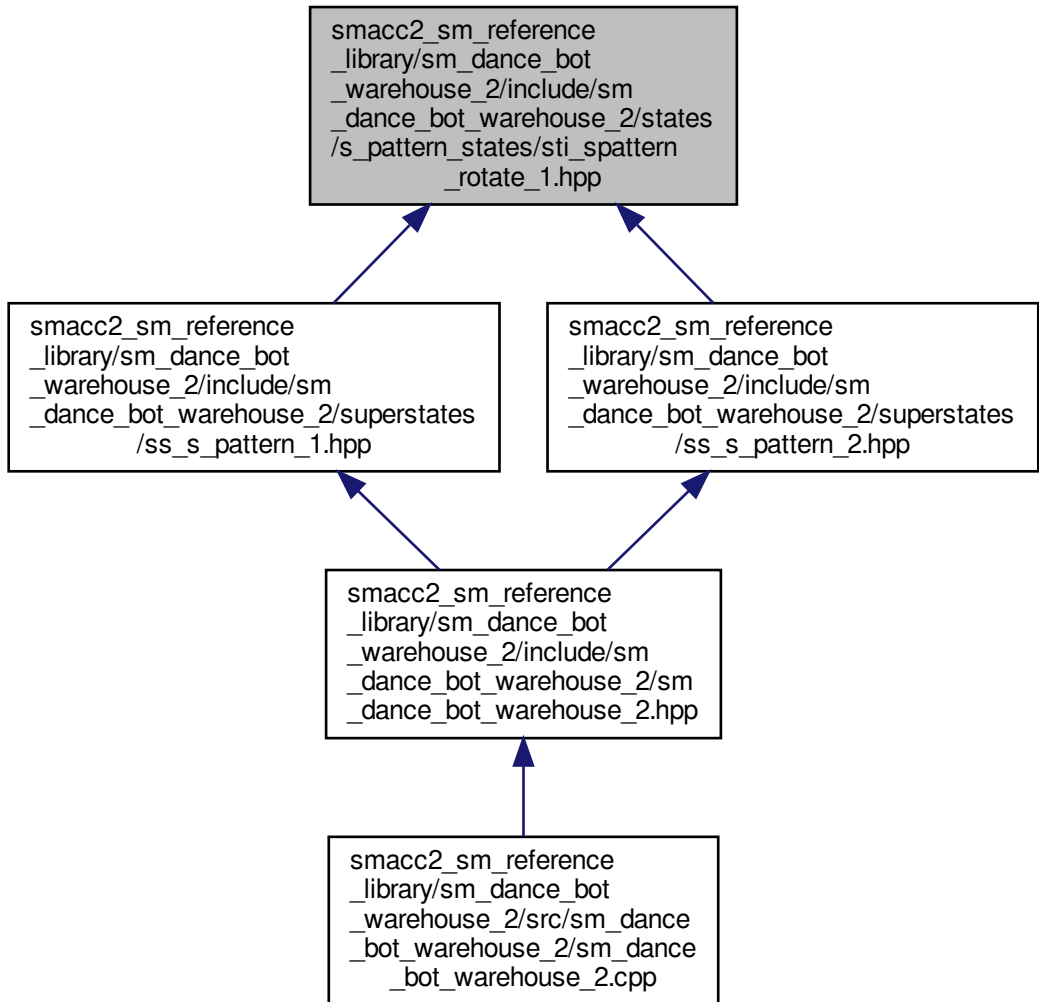 smacc2_sm_reference
_library/sm_dance_bot
_warehouse_2/include/sm
_dance_bot_warehouse_2/states
/s_pattern_states/sti_spattern
_rotate_1.hpp
smacc2_sm_reference
_library/sm_dance_bot
_warehouse_2/include/sm
_dance_bot_warehouse_2/superstates
/ss_s_pattern_1.hpp
smacc2_sm_reference
_library/sm_dance_bot
_warehouse_2/include/sm
_dance_bot_warehouse_2/superstates
/ss_s_pattern_2.hpp
smacc2_sm_reference
_library/sm_dance_bot
_warehouse_2/include/sm
_dance_bot_warehouse_2/sm
_dance_bot_warehouse_2.hpp
smacc2_sm_reference
_library/sm_dance_bot
_warehouse_2/src/sm_dance
_bot_warehouse_2/sm_dance
_bot_warehouse_2.cpp